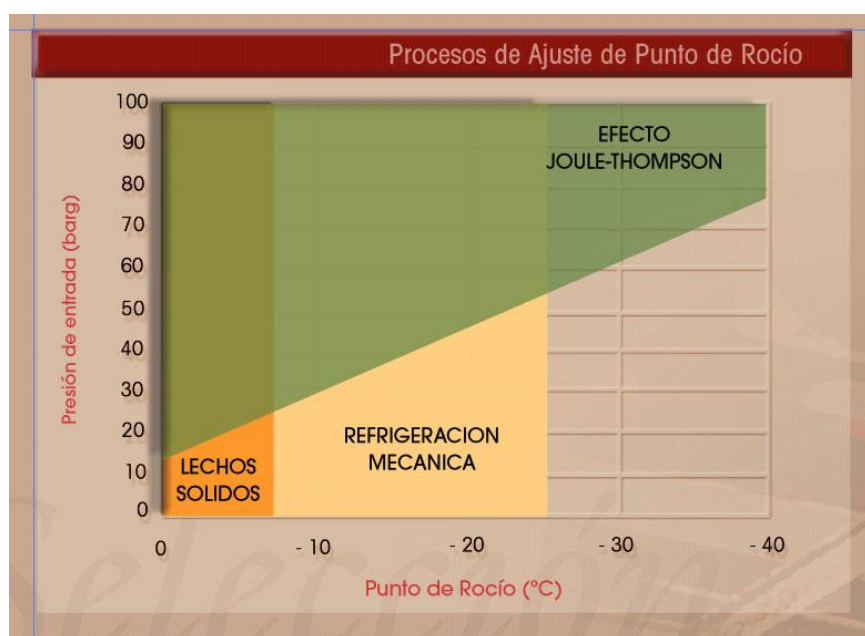 Procesos de Ajuste de Punto de Rocío
100
90
80
70
60
50
40
30
20
10
0
Presión de entrada (barg)
EFECTO
JOULE-THOMPSON
REFRIGERACION
MECANICA
LECHOS
SOLIDOS
0
- 10
- 20
- 30
- 40
Punto de Rocío (°C)
Selección